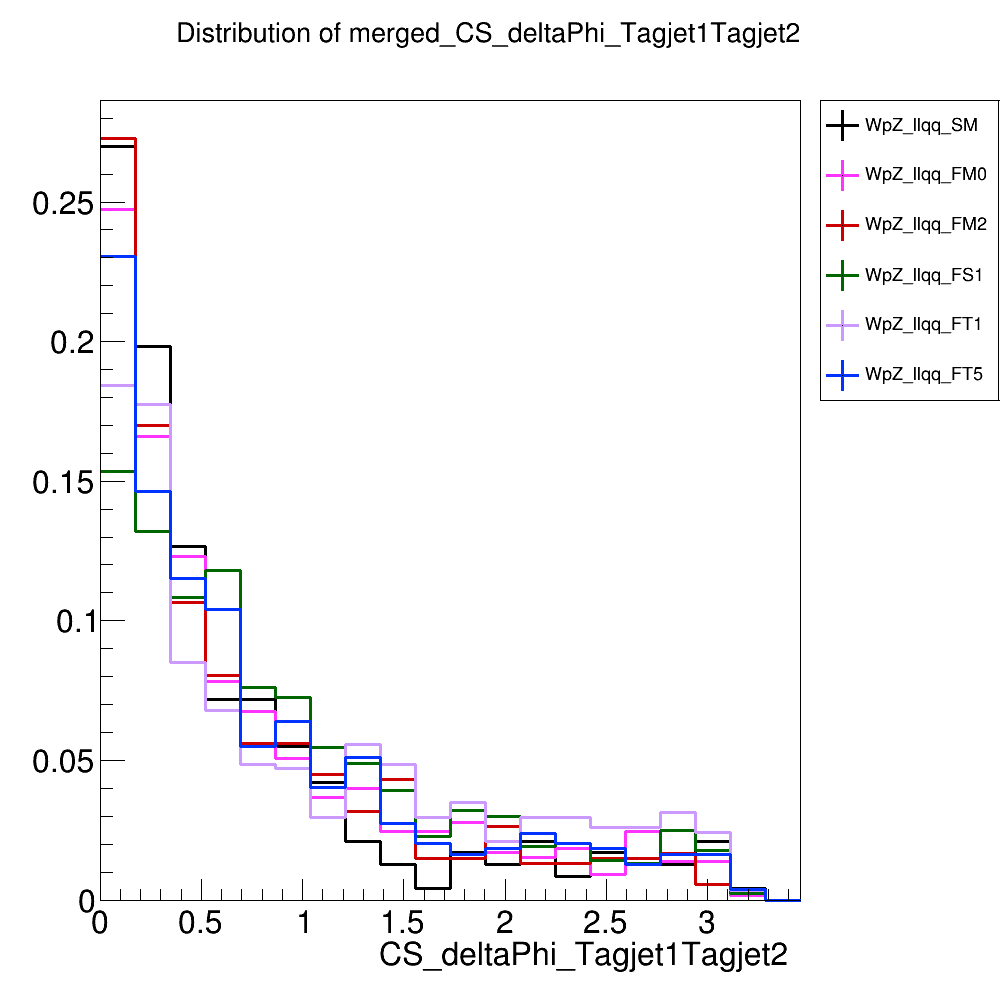 Distribution of merged_CS_deltaPhi_Tagjet1Tagjet2
WpZ_llqq_SM
WpZ_llqq_FM0
WpZ_llqq_FM2
WpZ_llqq_FS1
WpZ_llqq_FT1
WpZ_llqq_FT5
0.25
0.2
0.15
0.1
0.05
0
0 0.5 1 1.5 2 2.5 3
CS_deltaPhi_Tagjet1Tagjet2